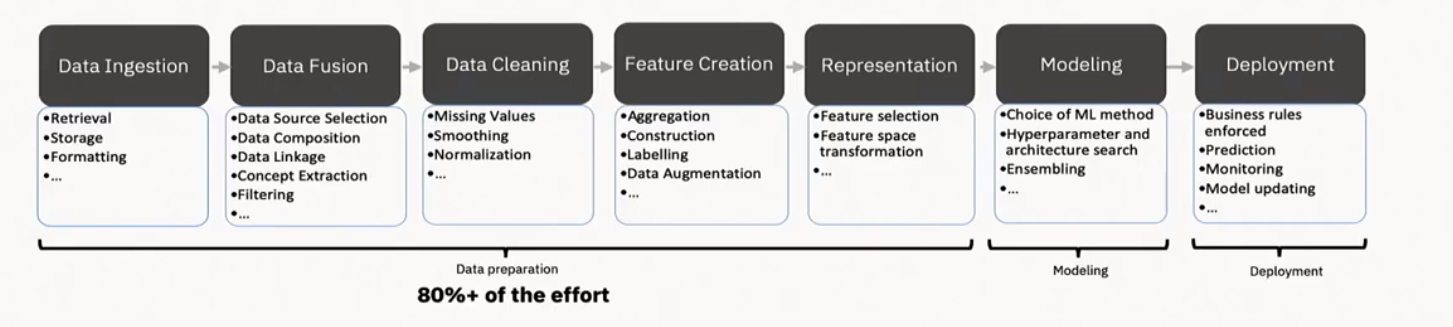 Data Ingestion
Data Fusion
Data Cleaning
Feature Creation
Representation
Modeling
Deployment
•Retrieval
•Storage
•Formatting
•...
•Data Source Selection
•Data Composition
•Data Linkage
•Concept Extraction
•Filtering
•...
•Missing Values
•Smoothing
•Normalization
•...
•Aggregation
•Construction
•Labelling
•Data Augmentation
•...
•Feature selection
•Feature space
transformation
•...
•Choice of ML method
•Hyperparameter and
architecture search
•Ensembling
•...
•Business rules
enforced
•Prediction
•Monitoring
•Model updating
•...
Data preparation
80%+ of the effort
Modeling
Deployment